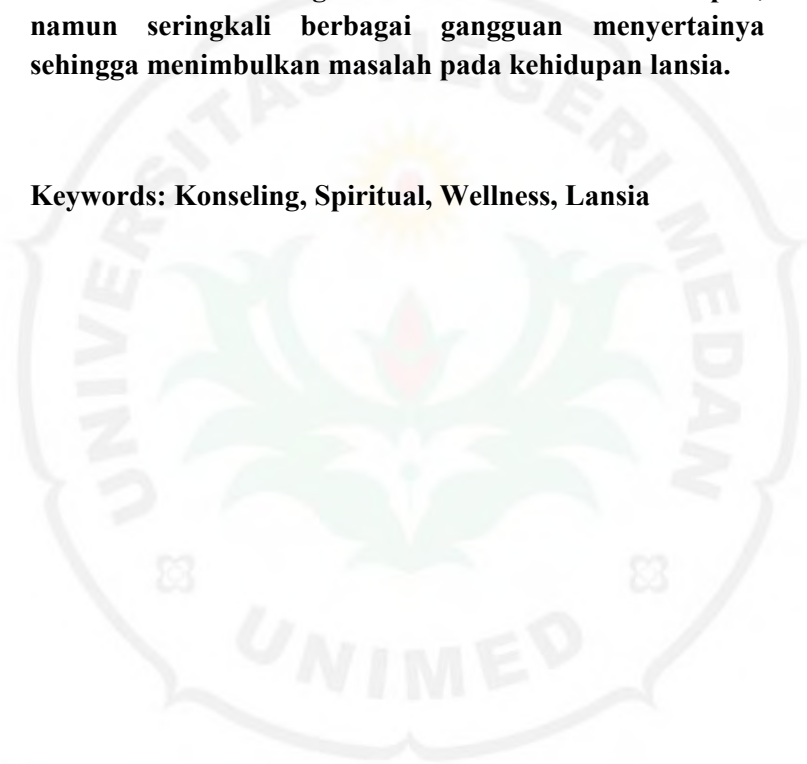 namun seringkali berbagai gangguan menyertainya
sehingga menimbulkan masalah pada kehidupan lansia.
Keywords: Konseling, Spiritual, Wellness, Lansia
UNIVERSITAS NEGERI MEDAN
UNIMED